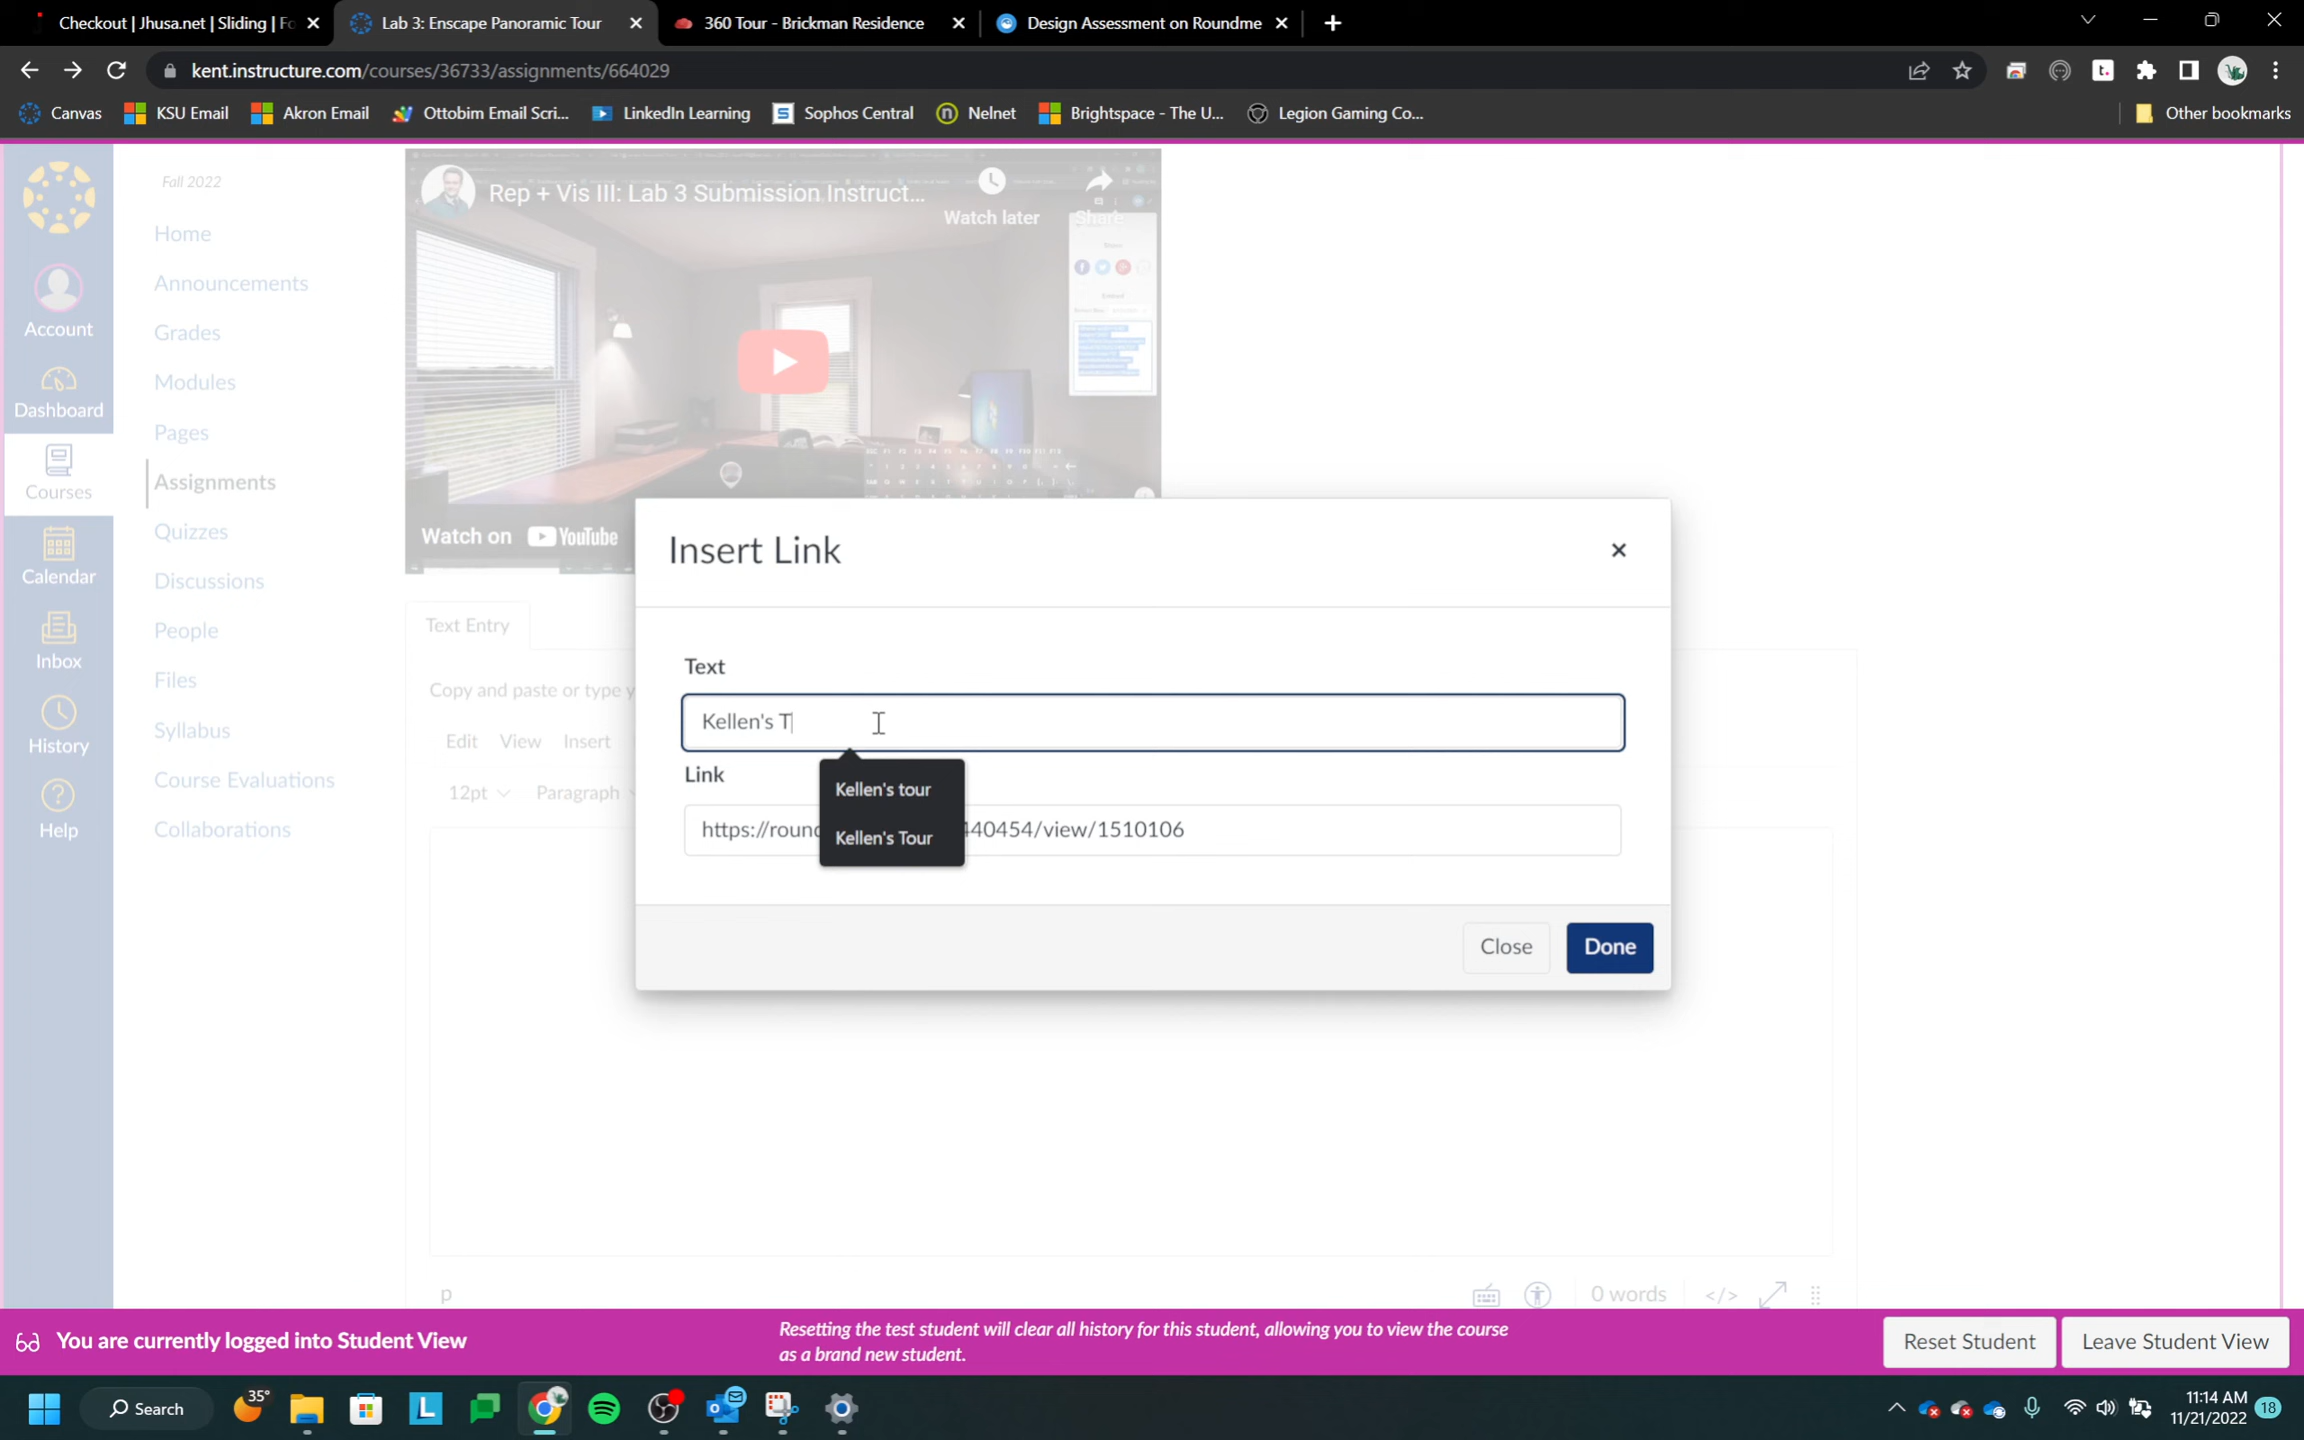 Checkout | Jhusa.net | Sliding | Fo
Lab 3: Enscape Panoramic Tour
360 Tour - Brickman Residence
Design Assessment on Roundme
kent.instructure.com/courses/36733/assignments/664029
Canvas
KSU Email
Akron Email
Ottobim Email Scri...
LinkedIn Learning
Sophos Central
Nelnet
Brightspace - The U...
Legion Gaming Co...
Other bookmarks
Account
Dashboard
Courses
Calendar
Inbox
History
Help
Fall 2022
Home
Announcements
Grades
Modules
Pages
Assignments
Quizzes
Discussions
People
Files
Syllabus
Course Evaluations
Collaborations
Rep + Vis III: Lab 3 Submission Instruct...
Watch later
Share
Watch on YouTube
Text Entry
Copy and paste or type y
Edit View Insert
12pt Paragraph
Insert Link
Text
Kellen's T
Link
Kellen's tour
Kellen's Tour
https://roun 440454/view/1510106
Close
Done
p
0 words
</>
You are currently logged into Student View
Resetting the test student will clear all history for this student, allowing you to view the course
as a brand new student.
Reset Student
Leave Student View
35°
Search
11:14 AM
11/21/2022
18